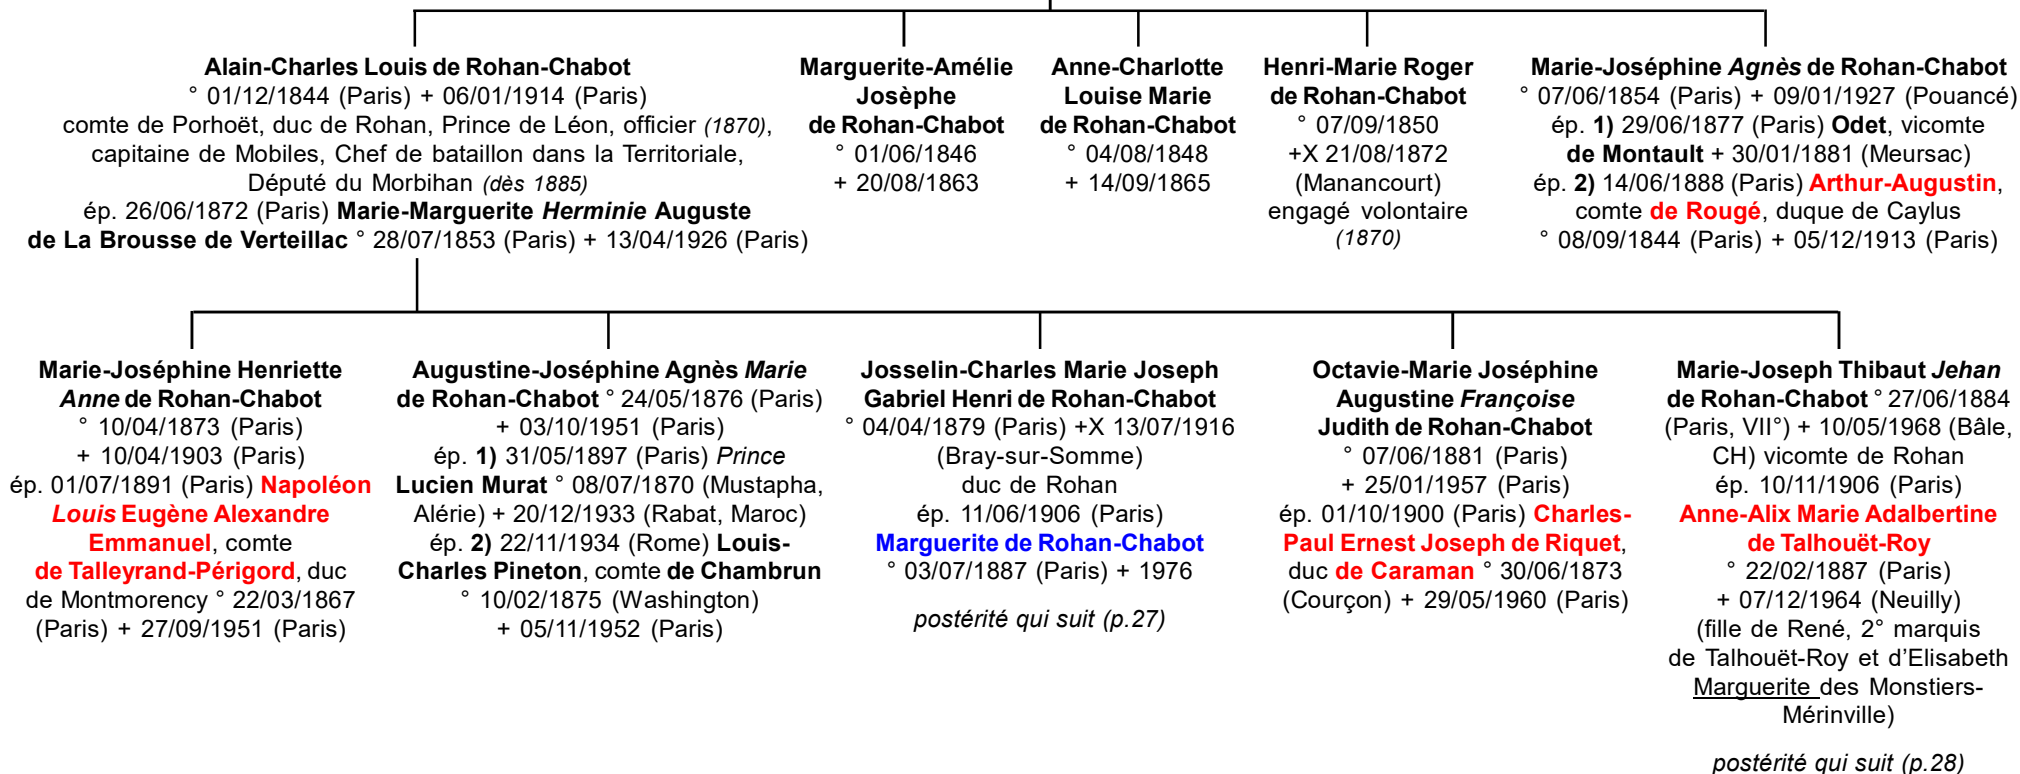 Alain-Charles Louis de Rohan-Chabot
° 01/12/1844 (Paris) + 06/01/1914 (Paris)
comte de Porhoët, duc de Rohan, Prince de Léon, officier (1870),
capitaine de Mobiles, Chef de bataillon dans la Territoriale,
Député du Morbihan (dès 1885)
ép. 26/06/1872 (Paris) Marie-Marguerite Herminie Auguste
de La Brousse de Verteillac ° 28/07/1853 (Paris) + 13/04/1926 (Paris)
Marguerite-Amélie
Josèphe
de Rohan-Chabot
° 01/06/1846
+ 20/08/1863
Anne-Charlotte
Louise Marie
de Rohan-Chabot
° 04/08/1848
+ 14/09/1865
Henri-Marie Roger
de Rohan-Chabot
° 07/09/1850
+X 21/08/1872
(Manancourt)
engagé volontaire
(1870)
Marie-Joséphine Agnès de Rohan-Chabot
° 07/06/1854 (Paris) + 09/01/1927 (Pouancé)
ép. 1) 29/06/1877 (Paris) Odet, vicomte
de Montault + 30/01/1881 (Meursac)
ép. 2) 14/06/1888 (Paris) Arthur-Augustin,
comte de Rougé, duque de Caylus
° 08/09/1844 (Paris) + 05/12/1913 (Paris)
Marie-Joséphine Henriette
Anne de Rohan-Chabot
° 10/04/1873 (Paris)
+ 10/04/1903 (Paris)
ép. 01/07/1891 (Paris) Napoléon
Louis Eugène Alexandre
Emmanuel, comte
de Talleyrand-Périgord, duc
de Montmorency ° 22/03/1867
(Paris) + 27/09/1951 (Paris)
Augustine-Joséphine Agnès Marie
de Rohan-Chabot ° 24/05/1876 (Paris)
+ 03/10/1951 (Paris)
ép. 1) 31/05/1897 (Paris) Prince
Lucien Murat ° 08/07/1870 (Mustapha,
Alérie) + 20/12/1933 (Rabat, Maroc)
ép. 2) 22/11/1934 (Rome) Louis-
Charles Pineton, comte de Chambrun
° 10/02/1875 (Washington)
+ 05/11/1952 (Paris)
Josselin-Charles Marie Joseph
Gabriel Henri de Rohan-Chabot
° 04/04/1879 (Paris) +X 13/07/1916
(Bray-sur-Somme)
duc de Rohan
ép. 11/06/1906 (Paris)
Marguerite de Rohan-Chabot
° 03/07/1887 (Paris) + 1976
postérité qui suit (p.27)
Octavie-Marie Joséphine
Augustine Françoise
Judith de Rohan-Chabot
° 07/06/1881 (Paris)
+ 25/01/1957 (Paris)
ép. 01/10/1900 (Paris) Charles-
Paul Ernest Joseph de Riquet,
duc de Caraman ° 30/06/1873
(Courçon) + 29/05/1960 (Paris)
Marie-Joseph Thibaut Jehan
de Rohan-Chabot ° 27/06/1884
(Paris, VII°) + 10/05/1968 (Bâle,
CH) vicomte de Rohan
ép. 10/11/1906 (Paris)
Anne-Alix Marie Adalbertine
de Talhouët-Roy
° 22/02/1887 (Paris)
+ 07/12/1964 (Neuilly)
(fille de René, 2° marquis
de Talhouët-Roy et d'Elisabeth
Marguerite des Monstiers-
Mérinville)
postérité qui suit (p.28)